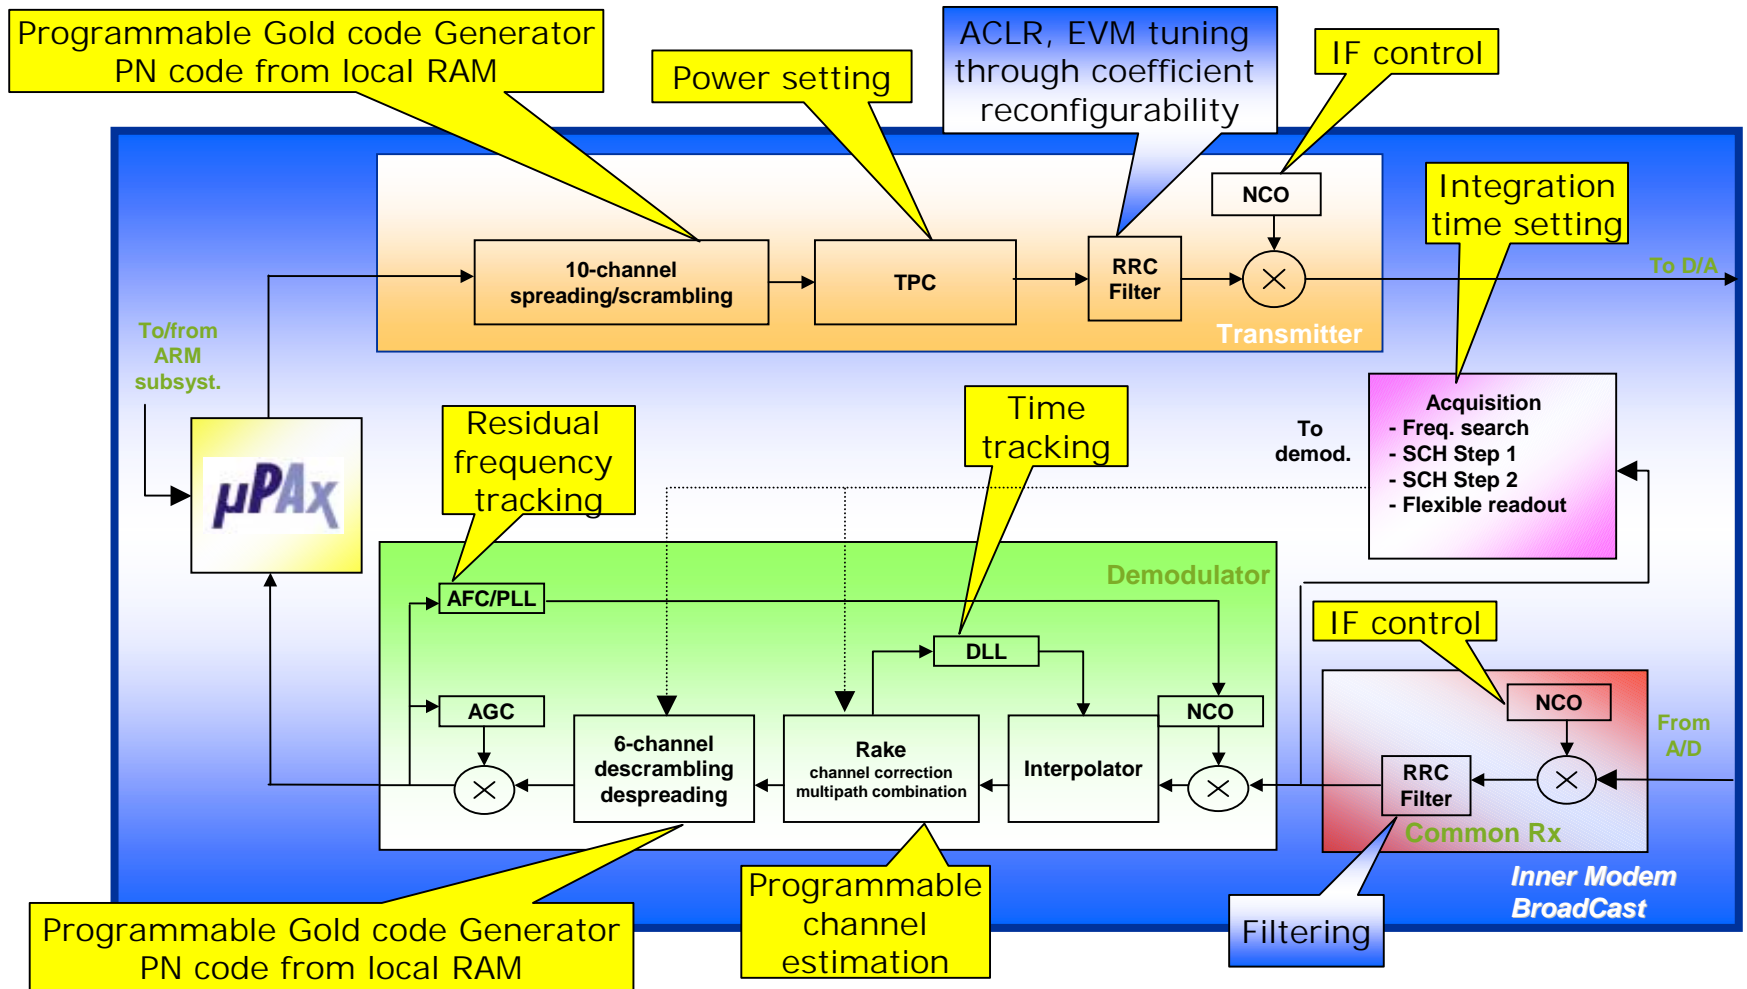 Programmable Gold code Generator
PN code from local RAM
Power setting
ACLR, EVM tuning
through coefficient
reconfigurability
IF control
NCO
Integration
time setting
10-channel
spreading/scrambling
TPC
RRC
Filter
To D/A
Transmitter
To/from
ARM
subsyst.
µPAx
Residual
frequency
tracking
Time
tracking
To
demod.
Acquisition
- Freq. search
- SCH Step 1
- SCH Step 2
- Flexible readout
Demodulator
AFC/PLL
DLL
IF control
AGC
NCO
NCO
From
A/D
6-channel
descrambling
despreading
Rake
channel correction
multipath combination
Interpolator
RRC
Filter
Common Rx
Inner Modem
BroadCast
Programmable Gold code Generator
PN code from local RAM
Programmable
channel
estimation
Filtering